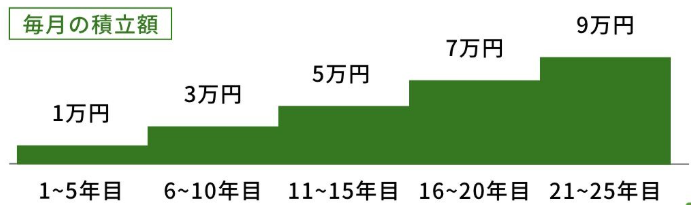 毎月の積立額
1万円
3万円
5万円
7万円
9万円
1~5年目
6~10年目
11~15年目
16~20年目
21~25年目